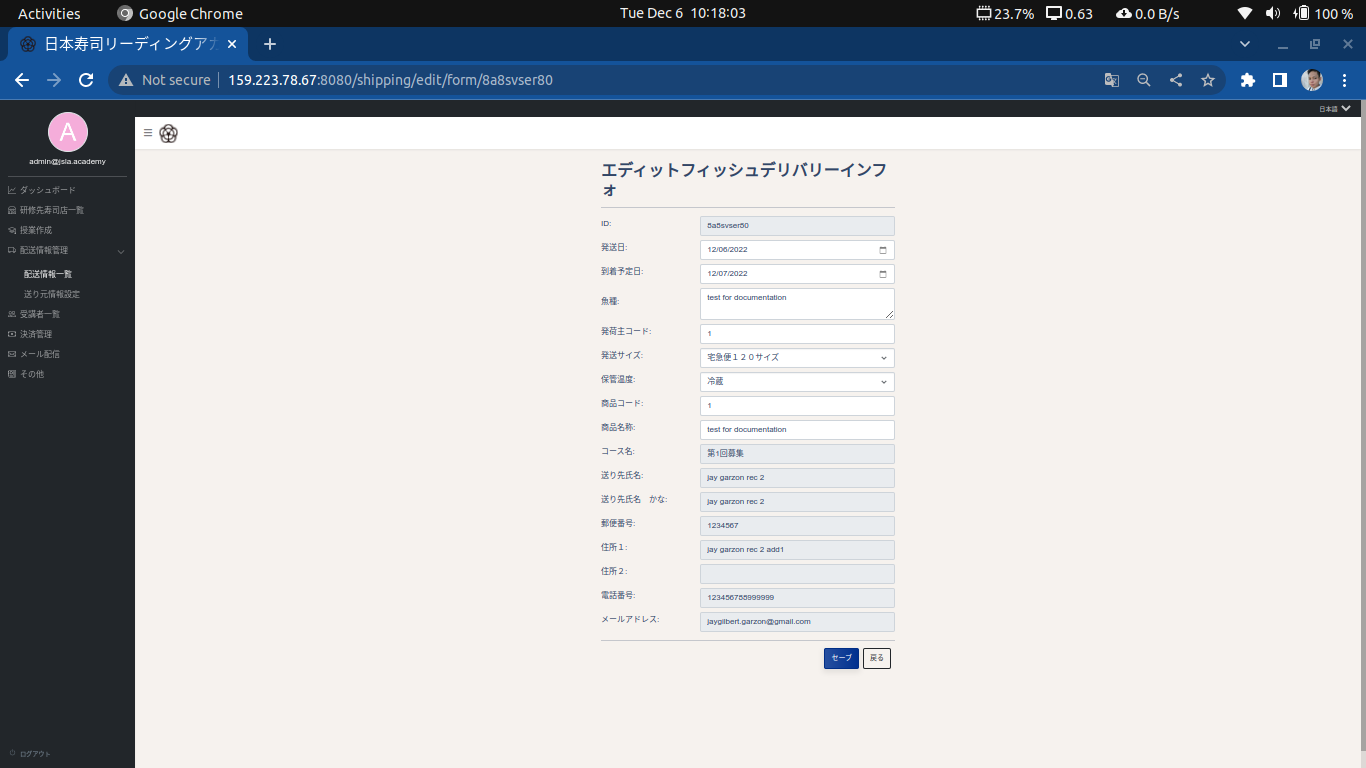 Activities
Google Chrome
Tue Dec 6 10:18:03
23.7%
0.63
0.0 B/s
100 %
日本寿司リーディングアカ
Not secure
159.223.78.67:8080/shipping/edit/form/8a8svser80
日本語
A
admin@jsla.academy
ダッシュボード
研修先寿司店一覧
授業作成
配送情報管理
配送情報一覧
送り元情報設定
受講者一覧
決済管理
メール配信
その他
ログアウト
エディットフィッシュデリバリーインフ
ォ
ID: 8a8svser80
発送日: 12/06/2022
到着予定日: 12/07/2022
魚種: test for documentation
発荷主コード: 1
発送サイズ: 宅急便１２０サイズ
保管温度: 冷蔵
商品コード: 1
商品名称: test for documentation
コース名: 第1回募集
送り先氏名: jay garzon rec 2
送り先氏名　かな: jay garzon rec 2
郵便番号: 1234567
住所１: jay garzon rec 2 add1
住所２:
電話番号: 123456788999999
メールアドレス: jaygilbert.garzon@gmail.com
セーブ
戻る